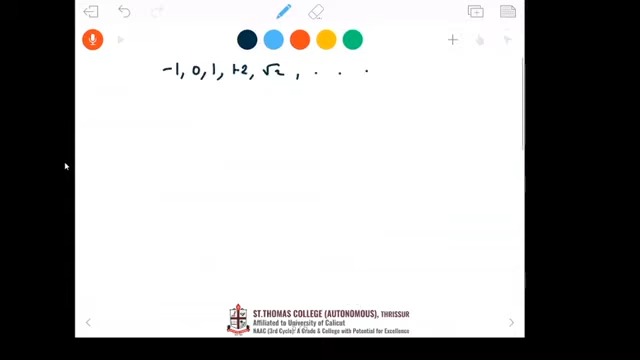 -1, 0, 1, +2, √2, . . .
ST.THOMAS COLLEGE (AUTONOMOUS), THRISSUR
Affiliated to University of Calicut
NAAC (3rd Cycle) A Grade & College with Potential for Excellence